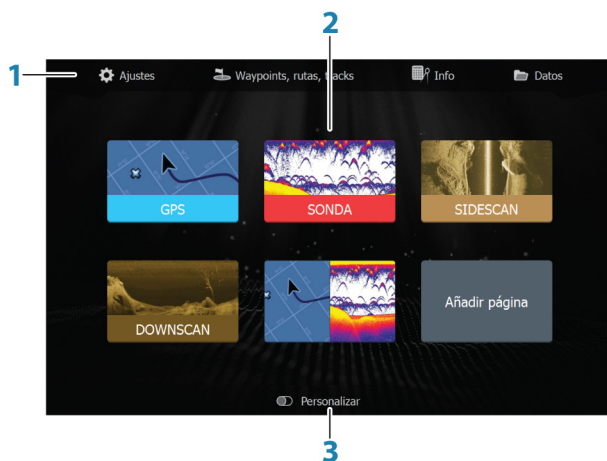 2
1
Ajustes
Waypoints, rutas, tracks
Info
Datos
GPS
SONDA
SIDESCAN
DOWNSCAN
Añadir página
Personalizar
3